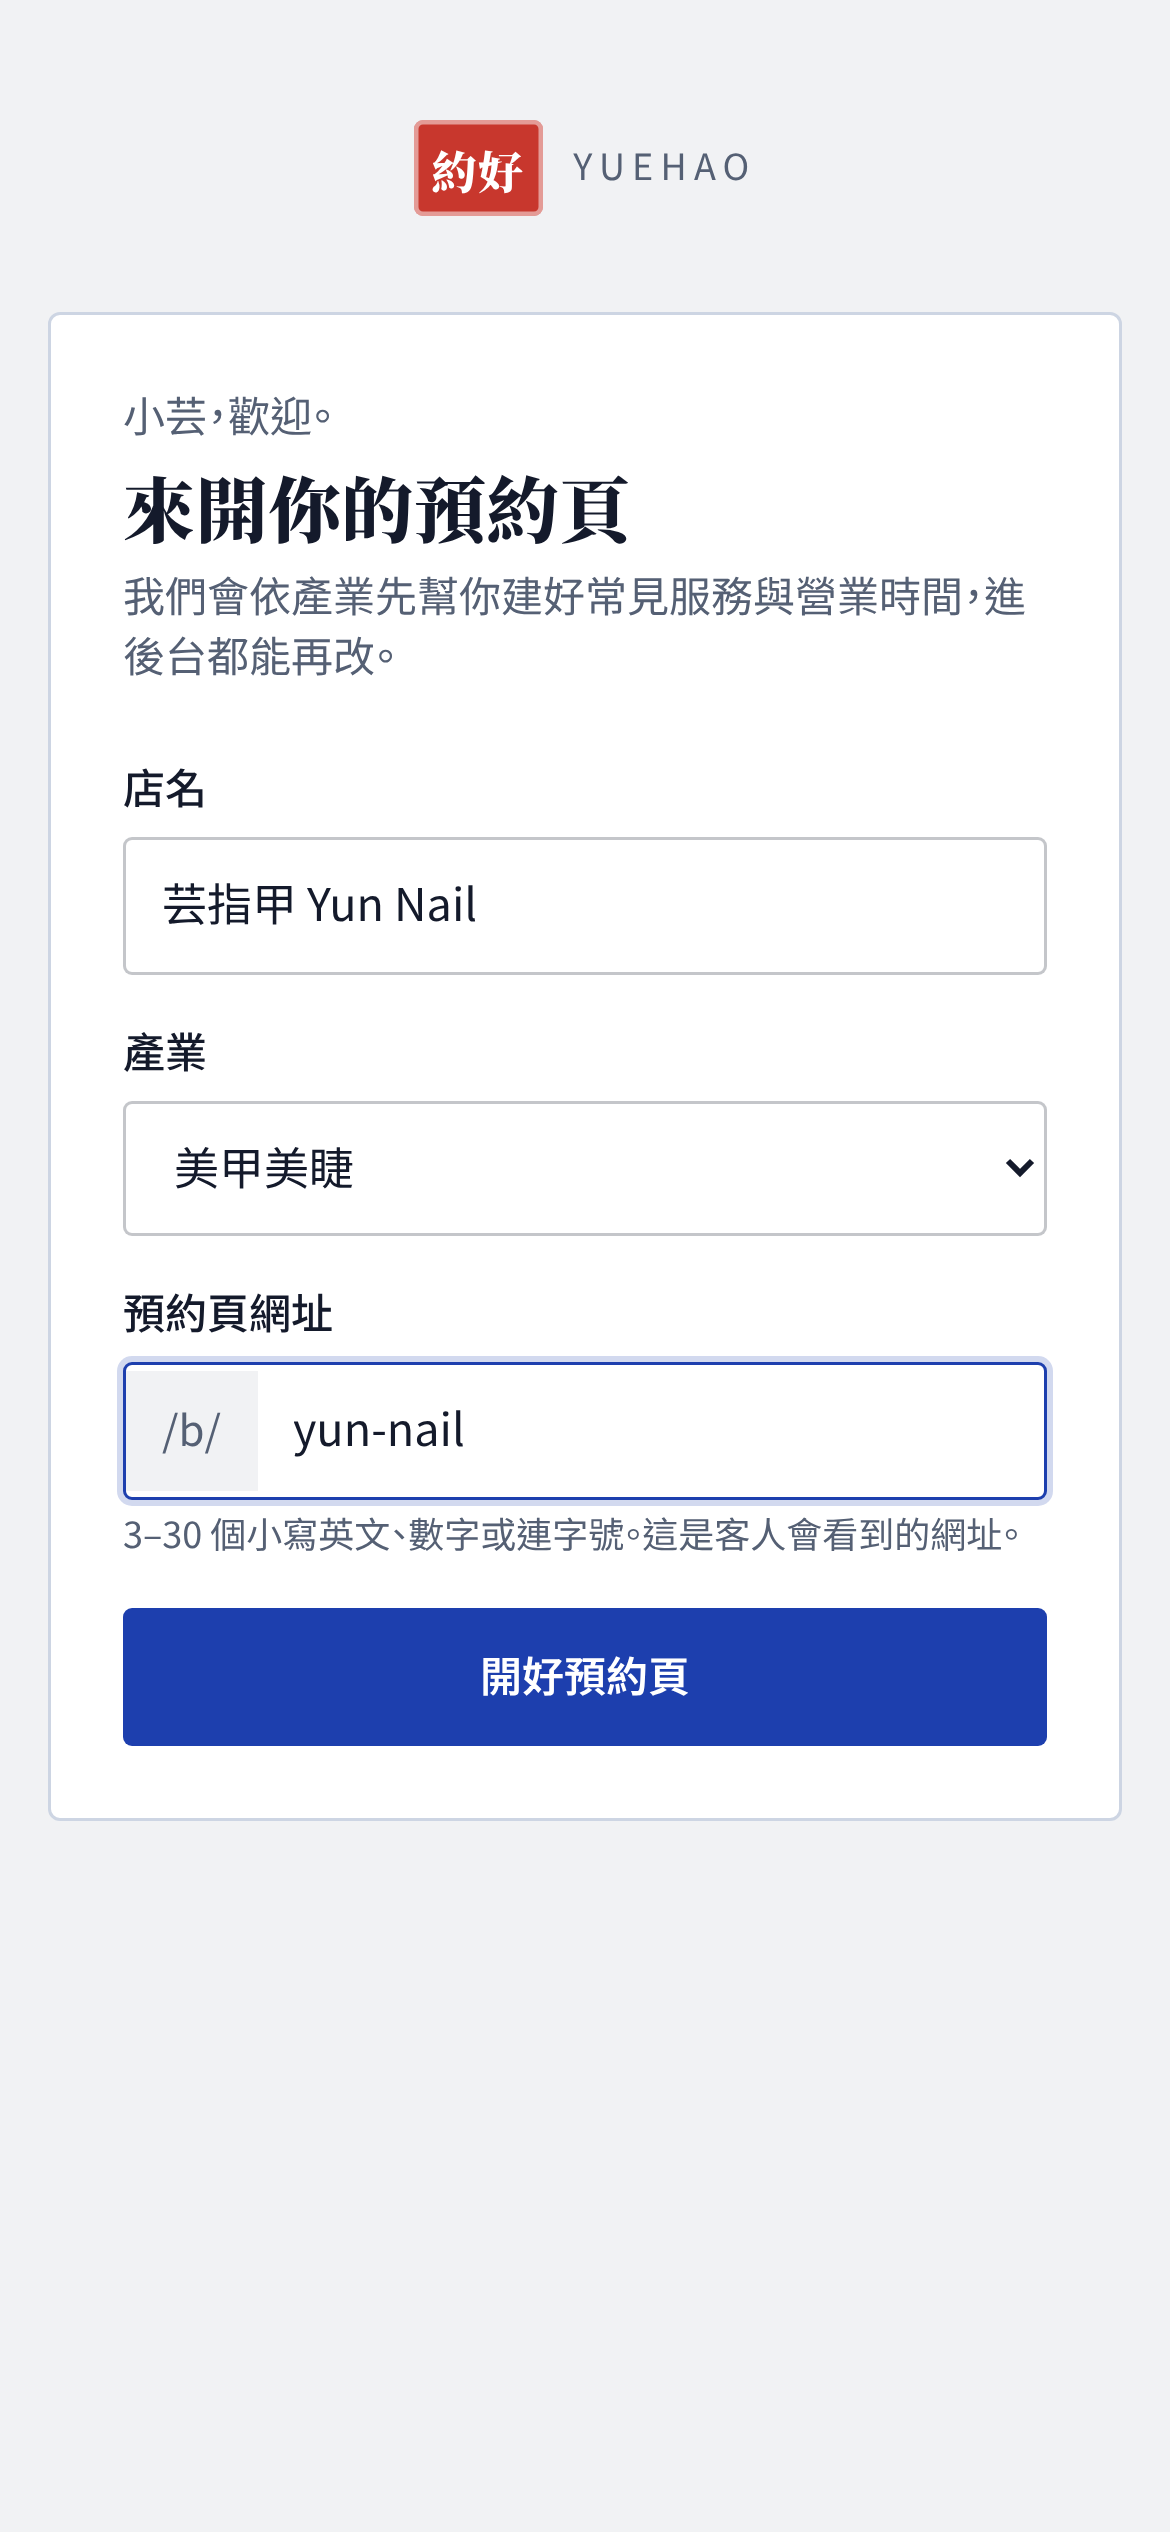 約好 YUEHAO
小芸，歡迎。
來開你的預約頁
我們會依產業先幫你建好常見服務與營業時間，進
後台都能再改。
店名
芸指甲 Yun Nail
產業
美甲美睫
預約頁網址
/b/ yun-nail
3–30 個小寫英文、數字或連字號。這是客人會看到的網址。
開好預約頁